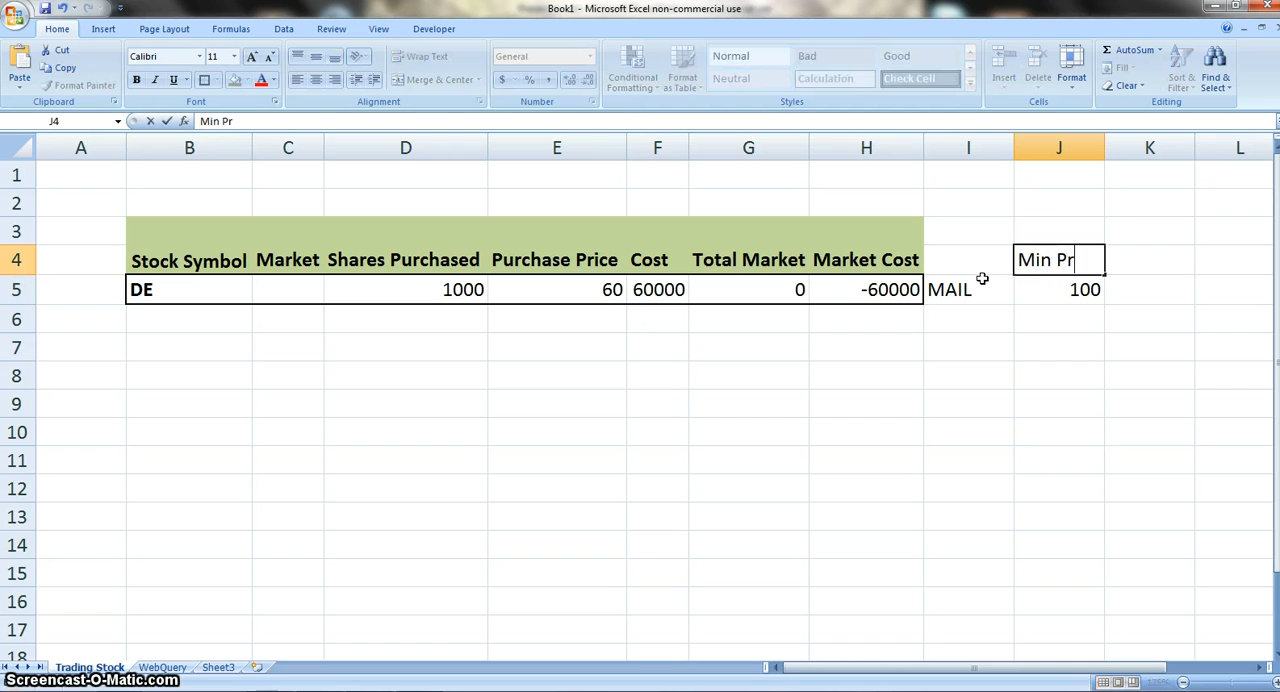 Book1 - Microsoft Excel non-commercial use
Home Insert Page Layout Formulas Data Review View Developer
Paste Cut Copy Format Painter Clipboard
Calibri 11 B I U A A A Font
Wrap Text Merge & Center Alignment
General $ % , Number
Conditional Formatting Format as Table Normal Bad Good Neutral Calculation Check Cell Styles
Insert Delete Format Cells
Σ AutoSum Fill Clear Sort & Filter Find & Select Editing
J4 fx Min Pr
A B C D E F G H I J K L
1
2
3
4 Stock Symbol Market Shares Purchased Purchase Price Cost Total Market Market Cost Min Pr
5 DE 1000 60 60000 0 -60000 MAIL 100
6
7
8
9
10
11
12
13
14
15
16
17
18
Trading Stock WebQuery Sheet3
Screencast-O-Matic.com